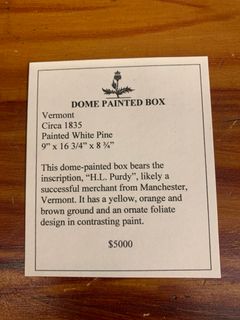 DOME PAINTED BOX
Vermont
Circa 1835
Painted White Pine
9" x 16 3/4" x 8 ¾"
This dome-painted box bears the
inscription, "H.L. Purdy", likely a
successful merchant from Manchester,
Vermont. It has a yellow, orange and
brown ground and an ornate foliate
design in contrasting paint.
$5000